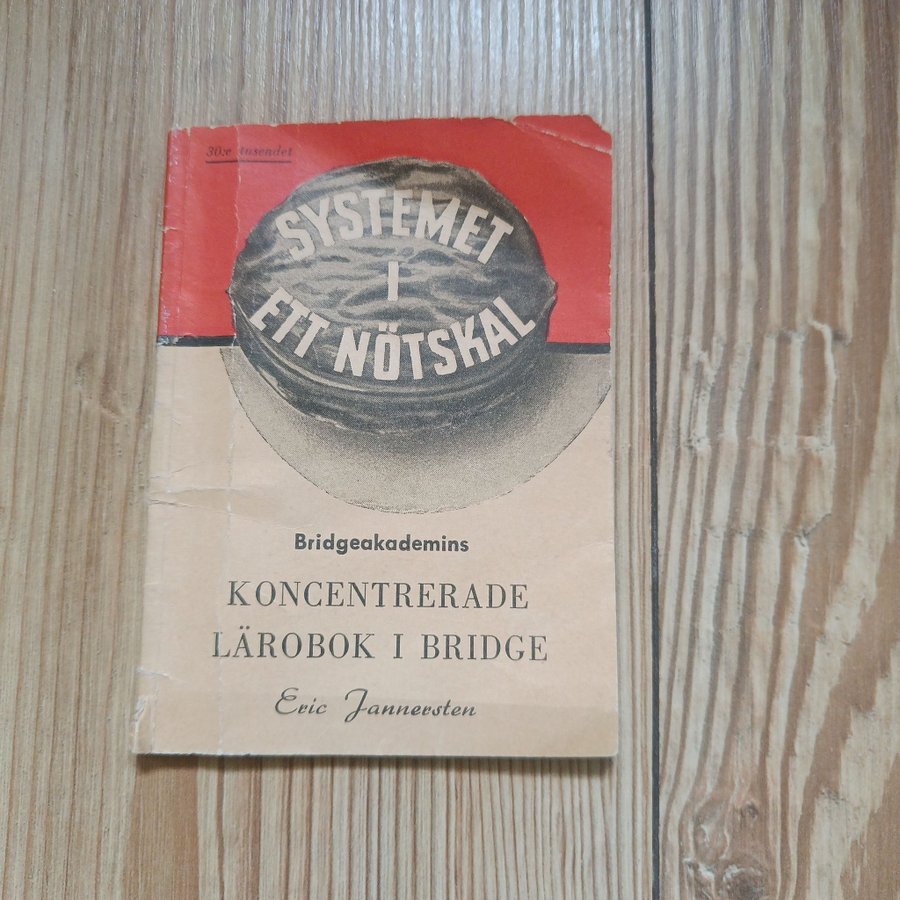 30:e tusendet
SYSTEMET
I
ETT NÖTSKAL
Bridgeakademins
KONCENTRERADE
LÄROBOK I BRIDGE
Eric Jannersten